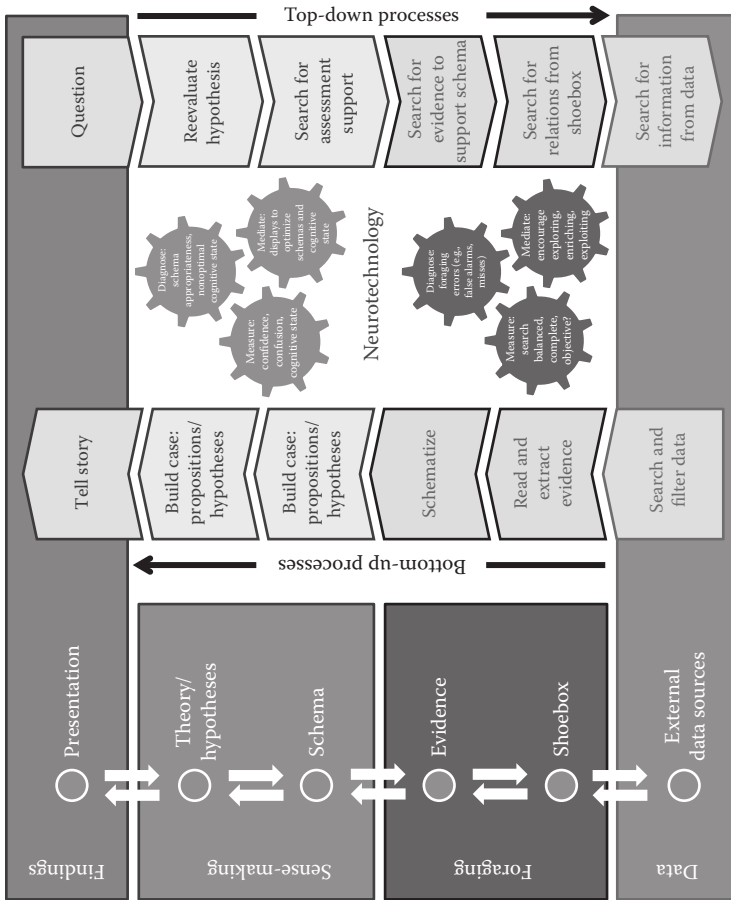 Findings
Sense-making
Foraging
Data
Presentation
Theory/
hypotheses
Schema
Evidence
Shoebox
External
data sources
Bottom-up processes
Tell story
Build case:
propositions/
hypotheses
Build case:
propositions/
hypotheses
Schematize
Read and
extract
evidence
Search and
filter data
Measure:
confidence,
confusion,
cognitive state
Diagnose:
schema
appropriateness,
nonoptimal
cognitive state
Mediate:
displays to
optimize
schemas and
cognitive
state
Neurotechnology
Measure:
search
balanced,
complete,
objective?
Diagnose:
foraging
errors (e.g.,
false alarms,
misses)
Mediate:
encourage
exploring,
enriching,
exploiting
Question
Reevaluate
hypothesis
Search for
assessment
support
Search for
evidence to
support schema
Search for
relations from
shoebox
Search for
information
from data
Top-down processes